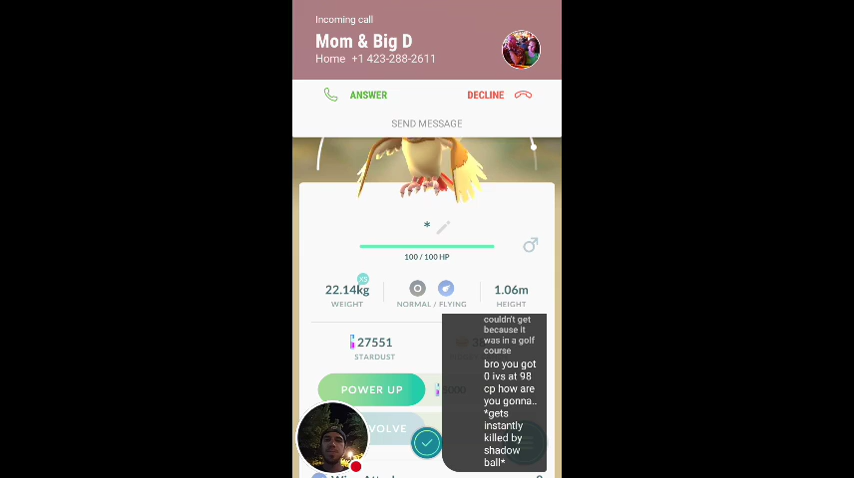 Incoming call
Mom & Big D
Home +1 423-288-2611
ANSWER
DECLINE
SEND MESSAGE
*
100 / 100 HP
XS
22.14kg
WEIGHT
NORMAL / FLYING
1.06m
HEIGHT
27551
STARDUST
POWER UP
couldn't get
because it
was in a golf
course
bro you got
0 ivs at 98
cp how are
you gonna..
*gets
instantly
killed by
shadow
ball*